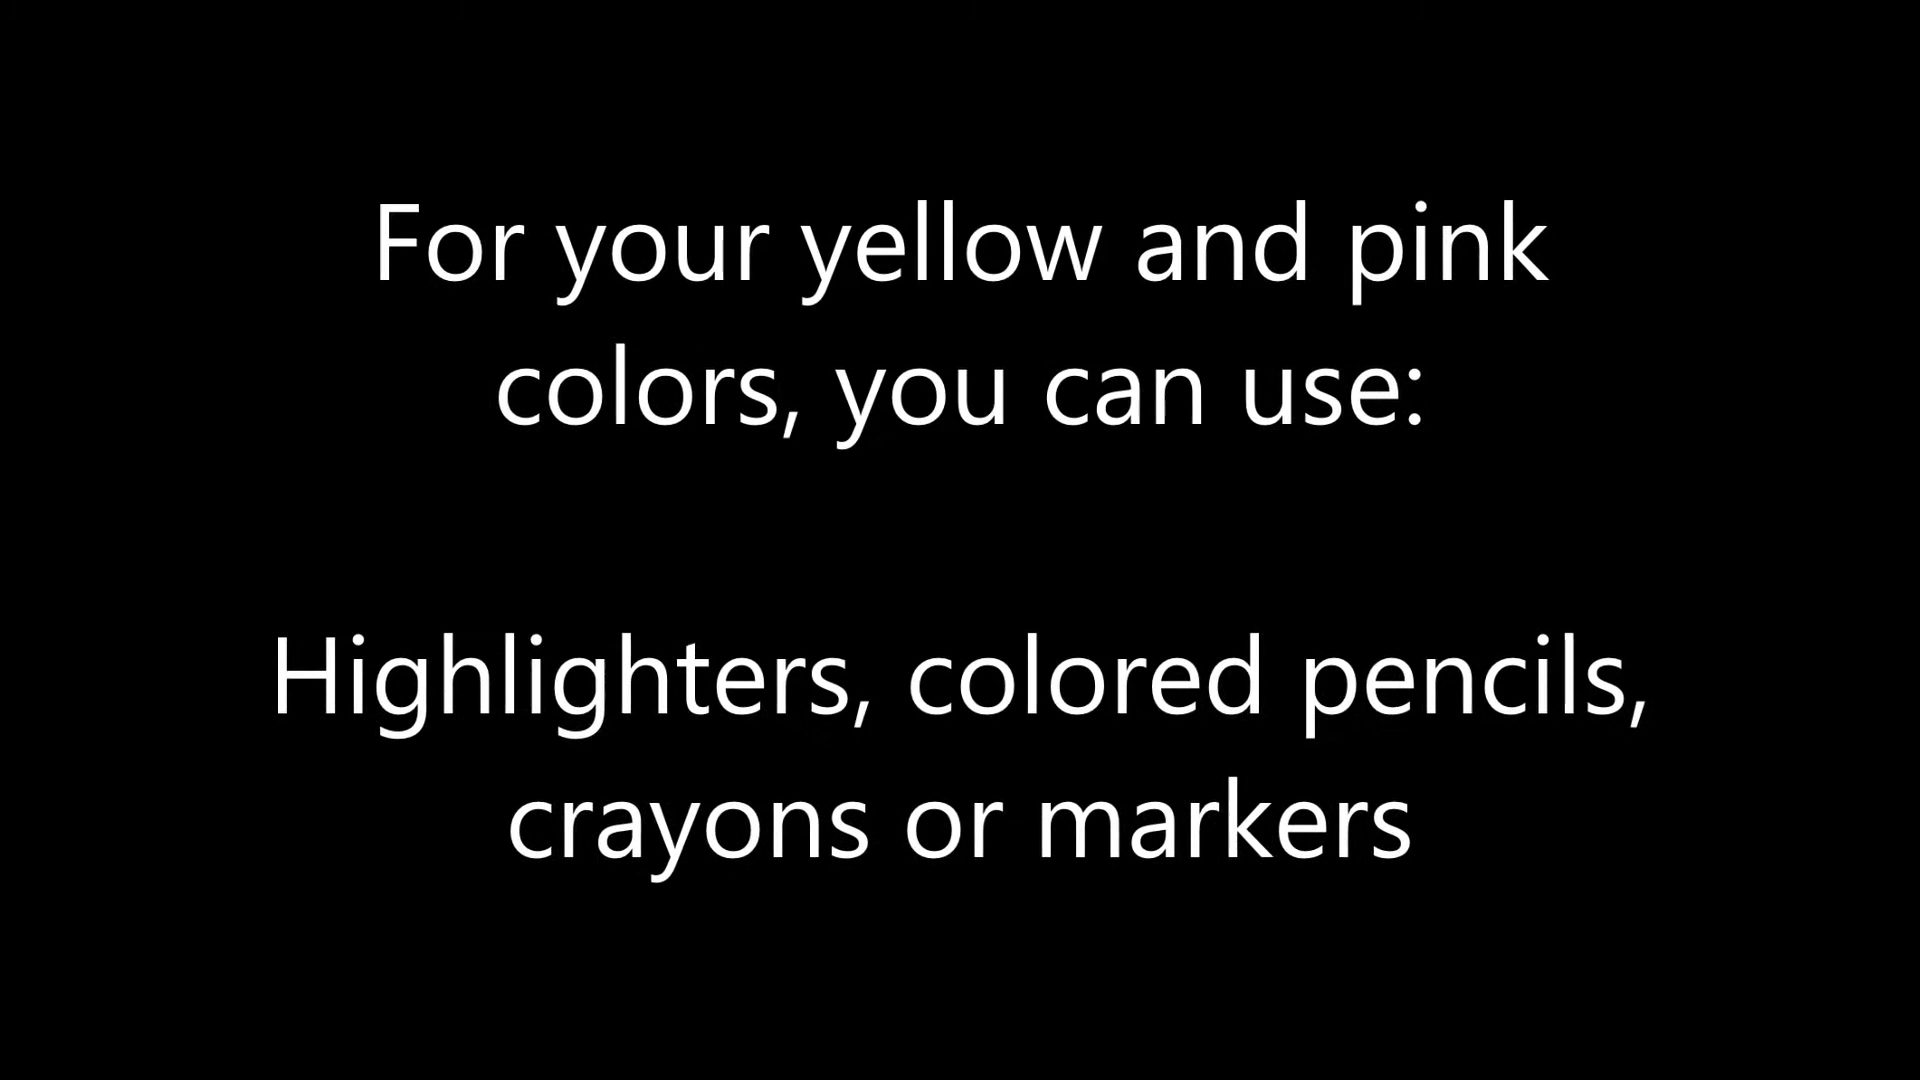 For your yellow and pink
colors, you can use:
Highlighters, colored pencils,
crayons or markers